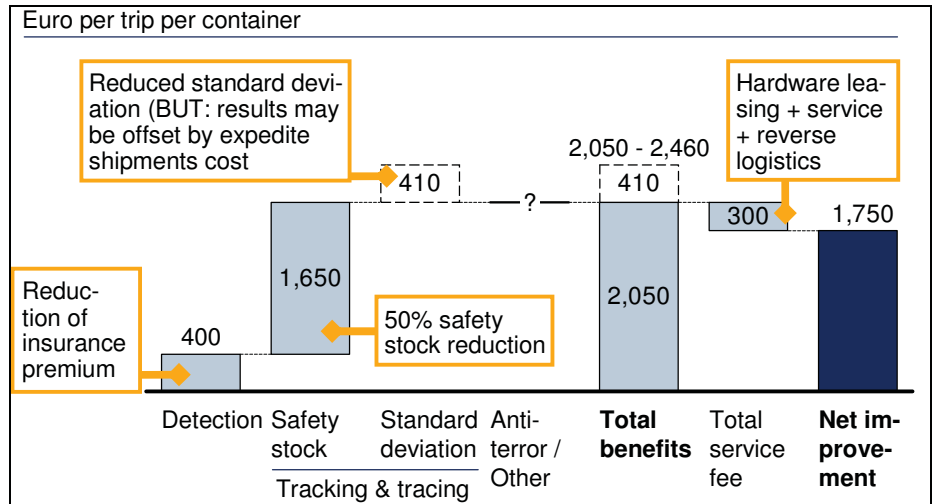 Euro per trip per container
Reduced standard devi-
ation (BUT: results may
be offset by expedite
shipments cost
Hardware lea-
sing + service
+ reverse
logistics
2,050 - 2,460
410
410
?
300
1,750
1,650
2,050
Reduc-
tion of
insurance
premium
400
50% safety
stock reduction
Detection
Safety
stock
Standard
deviation
Tracking & tracing
Anti-
terror /
Other
Total
benefits
Total
service
fee
Net im-
prove-
ment